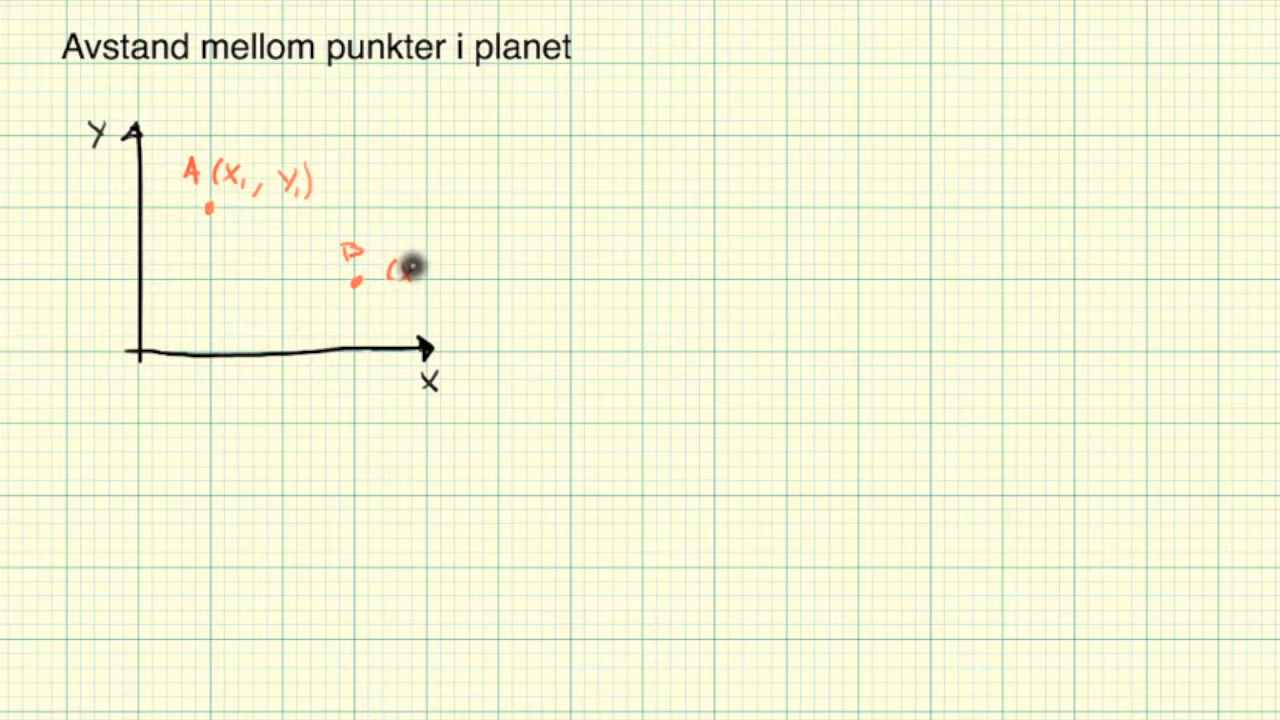 Avstand mellom punkter i planet
Y
A (X₁, Y₁)
B (x
X